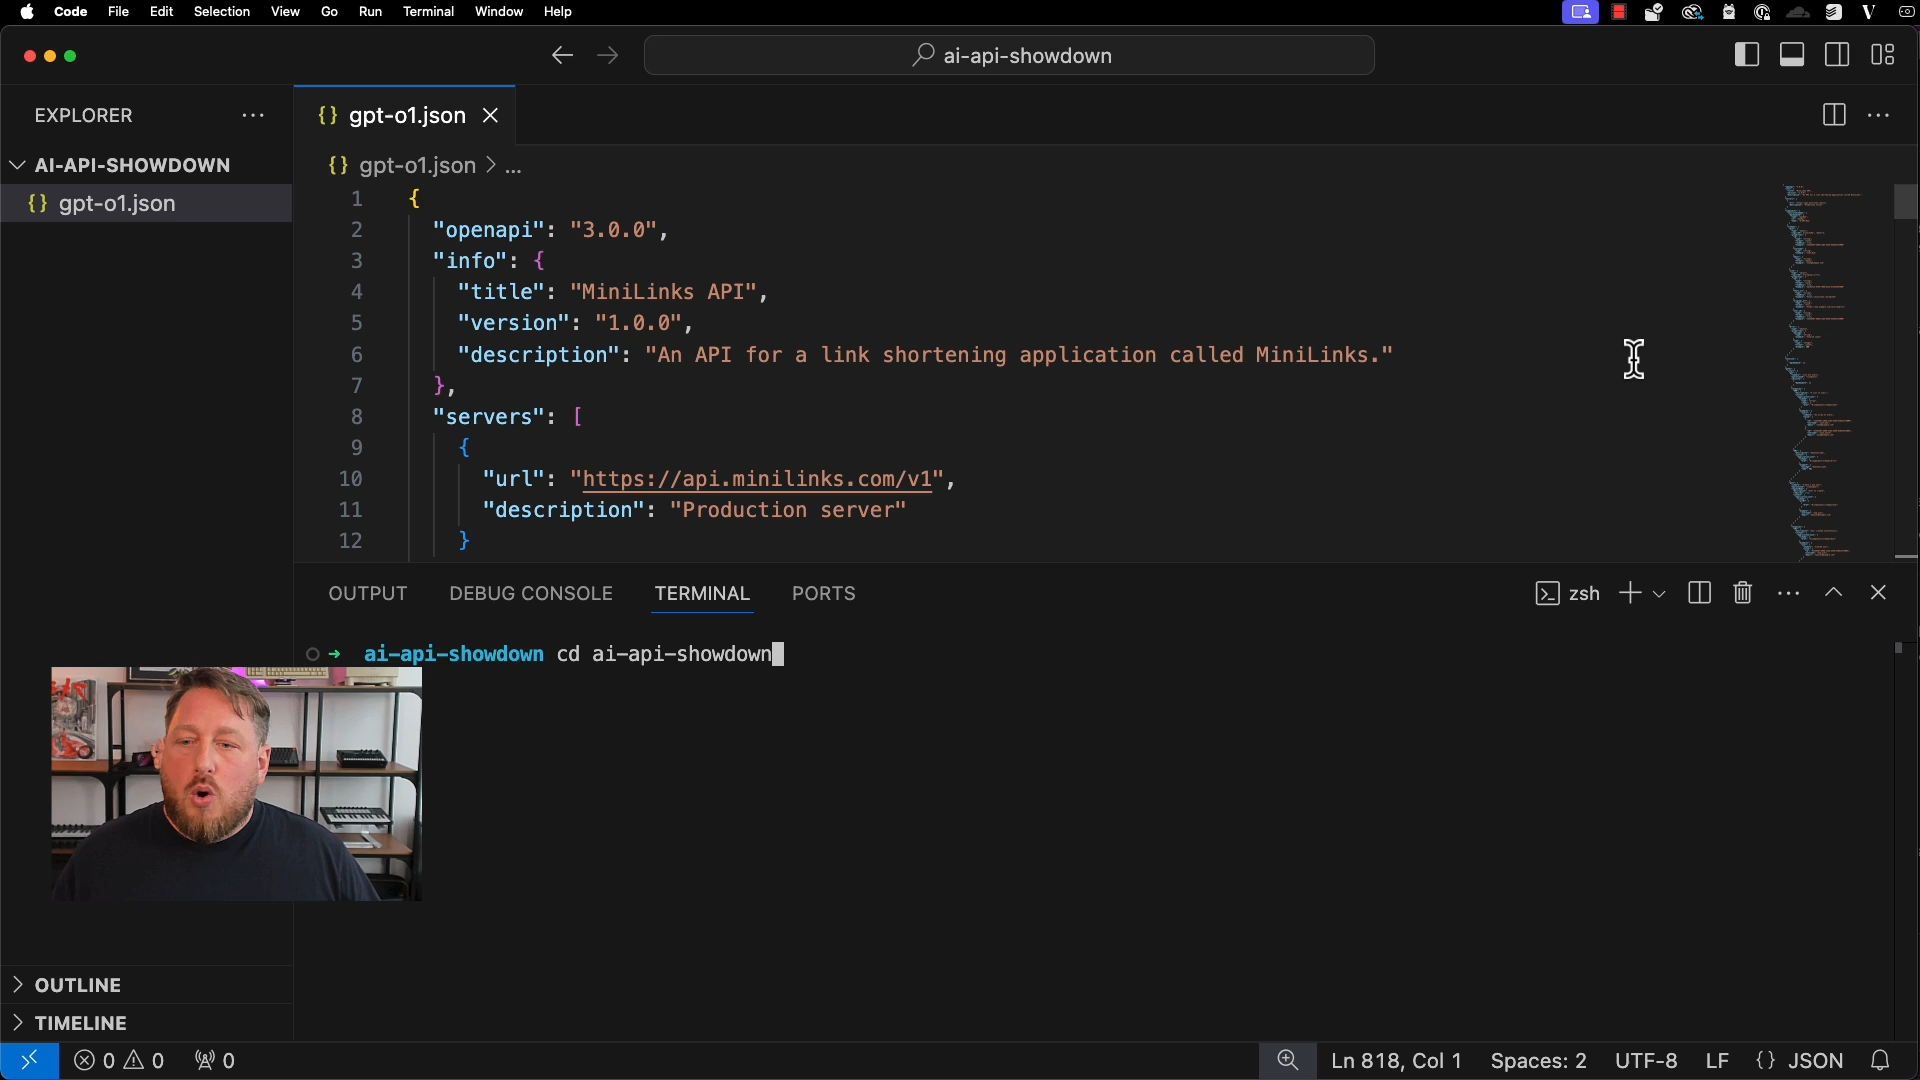 Code File Edit Selection View Go Run Terminal Window Help
ai-api-showdown
EXPLORER
{} gpt-o1.json
AI-API-SHOWDOWN
{} gpt-o1.json
{} gpt-o1.json > ...
1 {
2 "openapi": "3.0.0",
3 "info": {
4 "title": "MiniLinks API",
5 "version": "1.0.0",
6 "description": "An API for a link shortening application called MiniLinks."
7 },
8 "servers": [
9 {
10 "url": "https://api.minilinks.com/v1",
11 "description": "Production server"
12 }
OUTPUT DEBUG CONSOLE TERMINAL PORTS
zsh
ai-api-showdown cd ai-api-showdown
OUTLINE
TIMELINE
0 0 0
Ln 818, Col 1 Spaces: 2 UTF-8 LF {} JSON